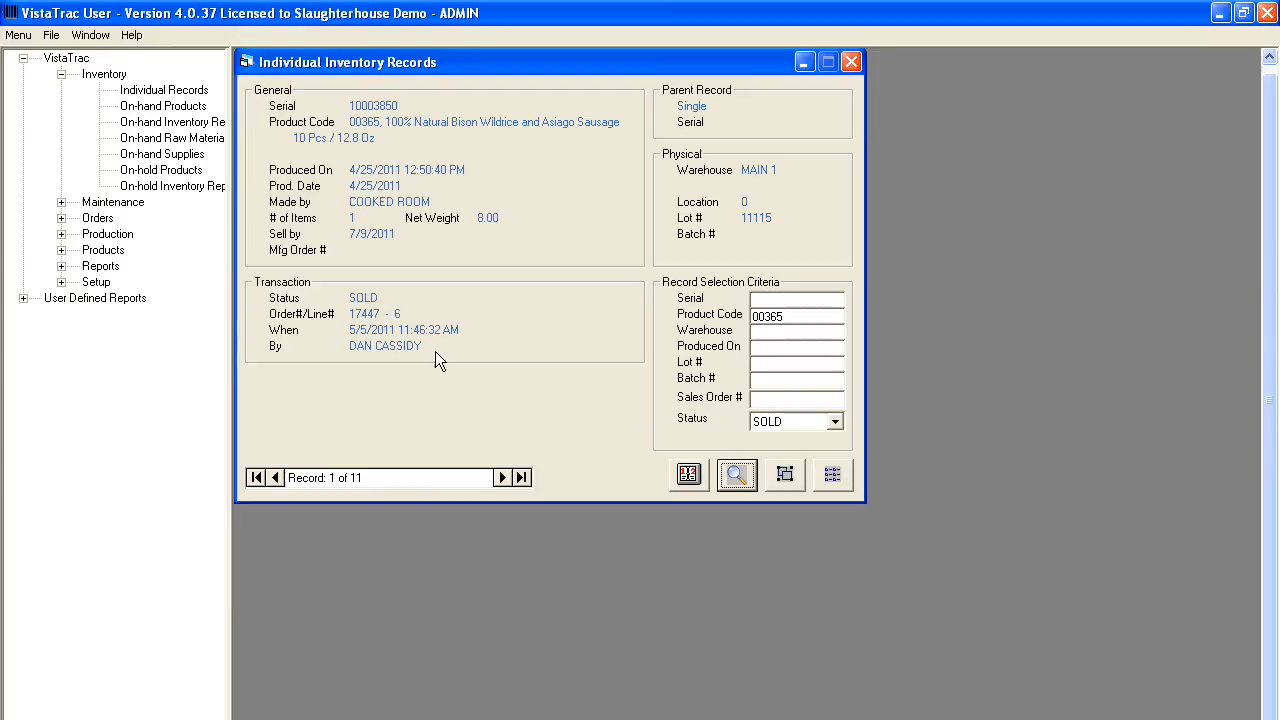 VistaTrac User - Version 4.0.37 Licensed to Slaughterhouse Demo - ADMIN
Menu File Window Help
VistaTrac
Inventory
Individual Records
On-hand Products
On-hand Inventory Re
On-hand Raw Materia
On-hand Supplies
On-hold Products
On-hold Inventory Rep
Maintenance
Orders
Production
Products
Reports
Setup
User Defined Reports
Individual Inventory Records
General
Serial 10003850
Product Code 00365, 100% Natural Bison Wildrice and Asiago Sausage
10 Pcs / 12.8 Oz
Produced On 4/25/2011 12:50:40 PM
Prod. Date 4/25/2011
Made by COOKED ROOM
# of Items 1 Net Weight 8.00
Sell by 7/9/2011
Mfg Order #
Transaction
Status SOLD
Order#/Line# 17447 - 6
When 5/5/2011 11:46:32 AM
By DAN CASSIDY
Record: 1 of 11
Parent Record
Single
Serial
Physical
Warehouse MAIN 1
Location 0
Lot # 11115
Batch #
Record Selection Criteria
Serial
Product Code 00365
Warehouse
Produced On
Lot #
Batch #
Sales Order #
Status SOLD